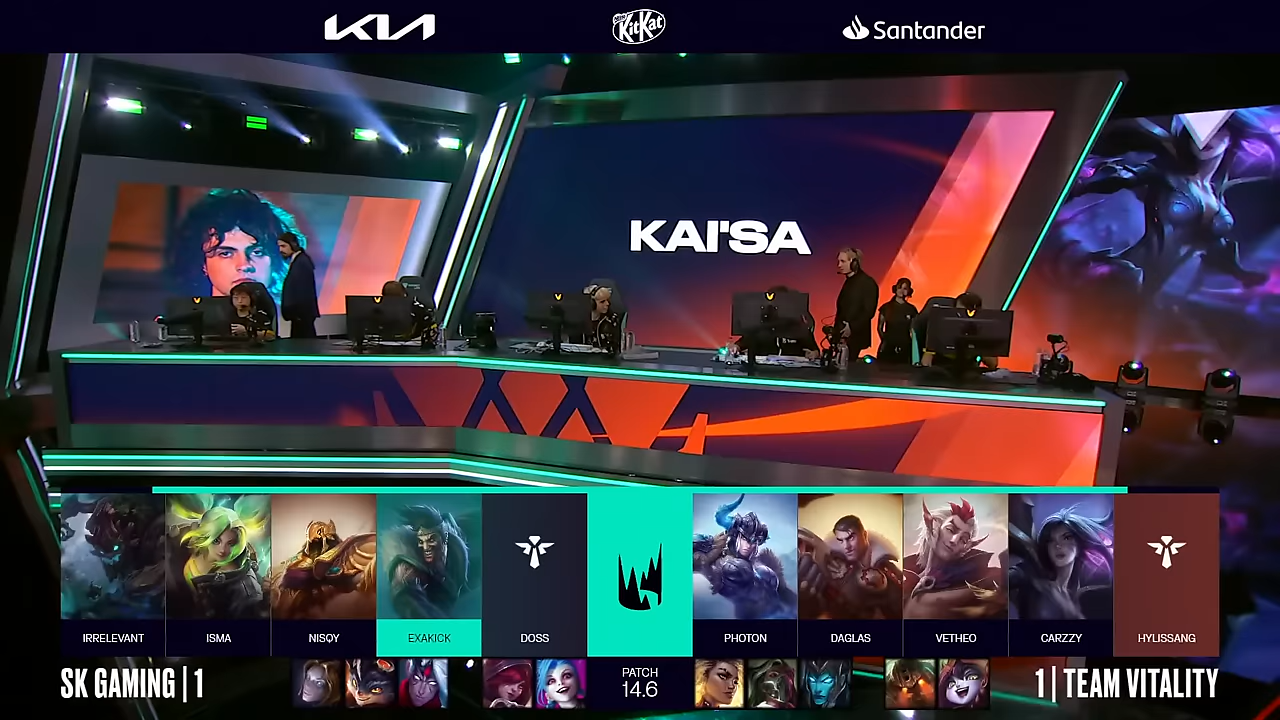 KIA
KitKat
Santander
KAI'SA
IRRELEVANT
ISMA
NISQY
EXAKICK
DOSS
PHOTON
DAGLAS
VETHEO
CARZZY
HYLISSANG
SK GAMING | 1
PATCH
14.6
1 | TEAM VITALITY